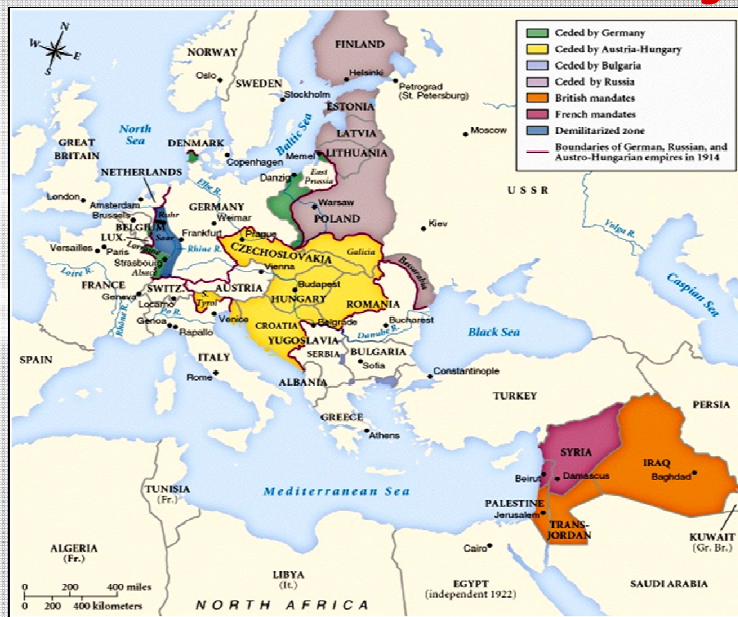 N
W
E
S
Ceded by Germany
Ceded by Austria-Hungary
Ceded by Bulgaria
Ceded by Russia
British mandates
French mandates
Demilitarized zone
Boundaries of German, Russian, and
Austro-Hungarian empires in 1914
NORWAY
Oslo
SWEDEN
Stockholm
FINLAND
Helsinki
Petrograd
(St. Petersburg)
ESTONIA
LATVIA
LITHUANIA
Moscow
Baltic Sea
North
Sea
GREAT
BRITAIN
DENMARK
Copenhagen
Memel
Danzig
East
Prussia
NETHERLANDS
London
Amsterdam
Brussels
BELGIUM
LUX.
Ruhr
Saar
Elbe R.
GERMANY
Weimar
Frankfurt
Rhine R.
Warsaw
POLAND
USSR
Kiev
Volga R.
Caspian Sea
Versailles
Paris
Lorraine
Strasbourg
Alsace
Loire R.
FRANCE
Prague
CZECHOSLOVAKIA
Galicia
Vienna
Bessarabia
SWITZ.
AUSTRIA
Budapest
HUNGARY
ROMANIA
Geneva
Locarno
S.
Tyrol
Rhône R.
Po R.
Venice
Genoa
Rapallo
CROATIA
Belgrade
Bucharest
Danube R.
YUGOSLAVIA
SERBIA
BULGARIA
Sofia
Black Sea
SPAIN
ITALY
Rome
ALBANIA
Constantinople
GREECE
Athens
TURKEY
PERSIA
SYRIA
Beirut
Damascus
IRAQ
Baghdad
PALESTINE
Jerusalem
TRANS-
JORDAN
KUWAIT
(Gr. Br.)
Mediterranean Sea
TUNISIA
(Fr.)
ALGERIA
(Fr.)
LIBYA
(It.)
Cairo
EGYPT
(independent 1922)
SAUDI ARABIA
NORTH AFRICA
0 200 400 miles
0 200 400 kilometers